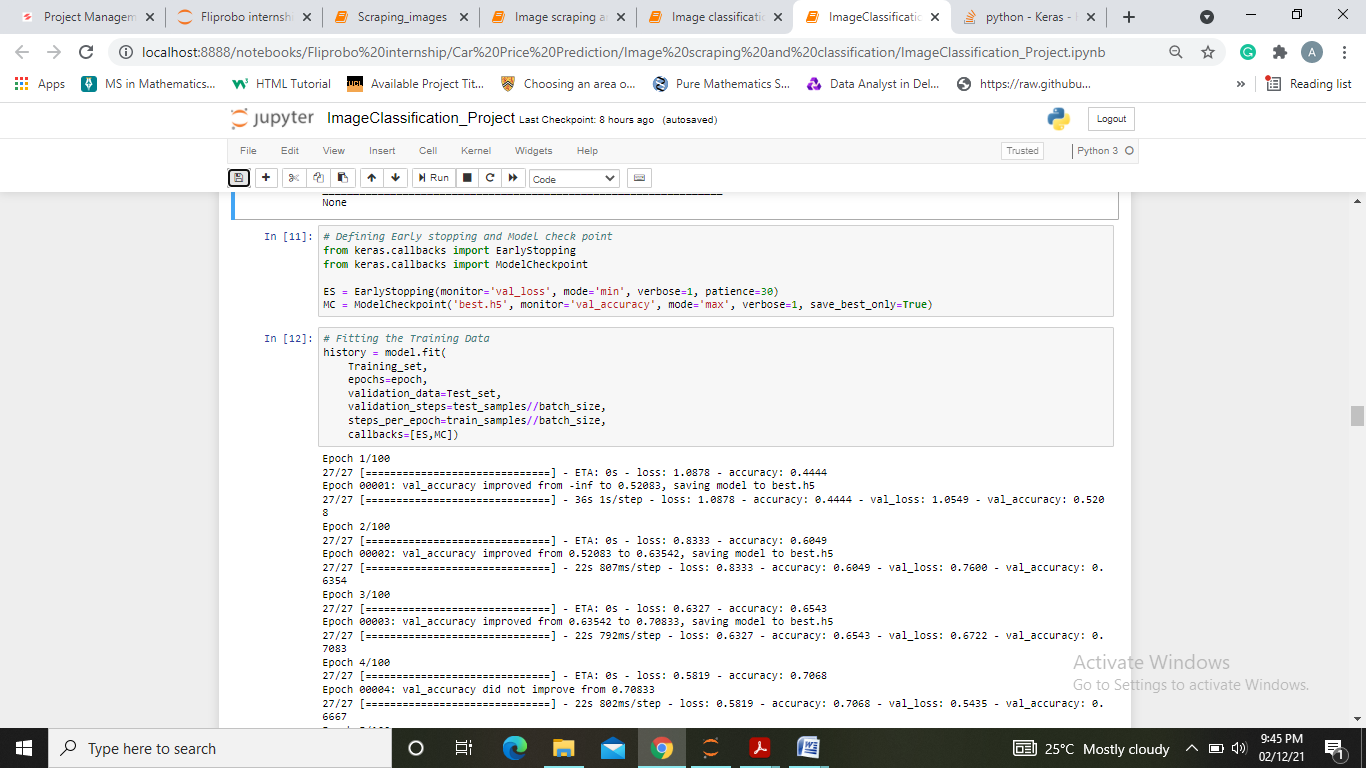 Project Managem
Fliprobo internsh
Scraping_images
Image scraping a
Image classificati
ImageClassificatio
python - Keras -
localhost:8888/notebooks/Fliprobo%20internship/Car%20Price%20Prediction/Image%20scraping%20and%20classification/ImageClassification_Project.ipynb
A
Apps
MS in Mathematics...
HTML Tutorial
Available Project Tit...
Choosing an area o...
Pure Mathematics S...
Data Analyst in Del...
https://raw.githubu...
»
Reading list
jupyter ImageClassification_Project Last Checkpoint: 8 hours ago (autosaved)
Logout
File Edit View Insert Cell Kernel Widgets Help
Trusted
Python 3
Run
Code
None
In [11]: # Defining Early stopping and Model check point
from keras.callbacks import EarlyStopping
from keras.callbacks import ModelCheckpoint
ES = EarlyStopping(monitor='val_loss', mode='min', verbose=1, patience=30)
MC = ModelCheckpoint('best.h5', monitor='val_accuracy', mode='max', verbose=1, save_best_only=True)
In [12]: # Fitting the Training Data
history = model.fit(
Training_set,
epochs=epoch,
validation_data=Test_set,
validation_steps=test_samples//batch_size,
steps_per_epoch=train_samples//batch_size,
callbacks=[ES,MC])
Epoch 1/100
27/27 [==============================] - ETA: 0s - loss: 1.0878 - accuracy: 0.4444
Epoch 00001: val_accuracy improved from -inf to 0.52083, saving model to best.h5
27/27 [==============================] - 36s 1s/step - loss: 1.0878 - accuracy: 0.4444 - val_loss: 1.0549 - val_accuracy: 0.520
8
Epoch 2/100
27/27 [==============================] - ETA: 0s - loss: 0.8333 - accuracy: 0.6049
Epoch 00002: val_accuracy improved from 0.52083 to 0.63542, saving model to best.h5
27/27 [==============================] - 22s 807ms/step - loss: 0.8333 - accuracy: 0.6049 - val_loss: 0.7600 - val_accuracy: 0.
6354
Epoch 3/100
27/27 [==============================] - ETA: 0s - loss: 0.6327 - accuracy: 0.6543
Epoch 00003: val_accuracy improved from 0.63542 to 0.70833, saving model to best.h5
27/27 [==============================] - 22s 792ms/step - loss: 0.6327 - accuracy: 0.6543 - val_loss: 0.6722 - val_accuracy: 0.
7083
Epoch 4/100
27/27 [==============================] - ETA: 0s - loss: 0.5819 - accuracy: 0.7068
Epoch 00004: val_accuracy did not improve from 0.70833
27/27 [==============================] - 22s 802ms/step - loss: 0.5819 - accuracy: 0.7068 - val_loss: 0.5435 - val_accuracy: 0.
6667
Activate Windows
Go to Settings to activate Windows.
Type here to search
25°C Mostly cloudy
9:45 PM
02/12/21
1